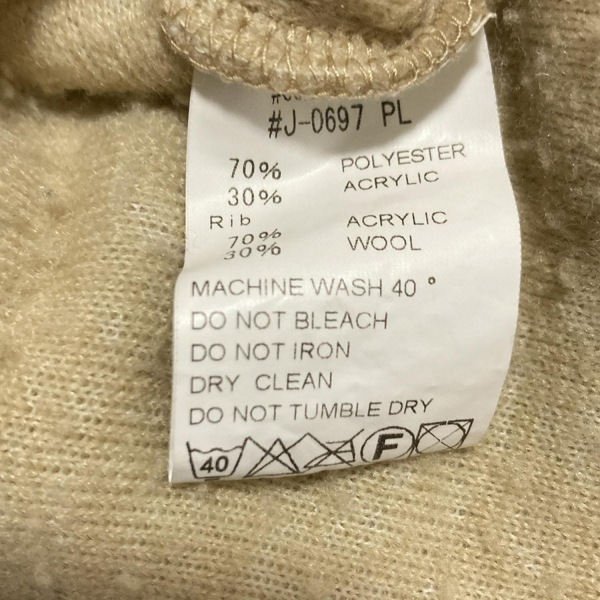 #J-0697 PL
70% POLYESTER
30% ACRYLIC
Rib
70% ACRYLIC
30% WOOL
MACHINE WASH 40°
DO NOT BLEACH
DO NOT IRON
DRY CLEAN
DO NOT TUMBLE DRY
40 F